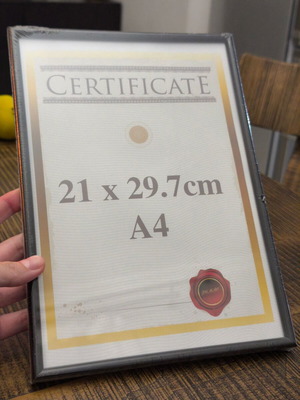 CERTIFICATE
21 x 29.7cm
A4